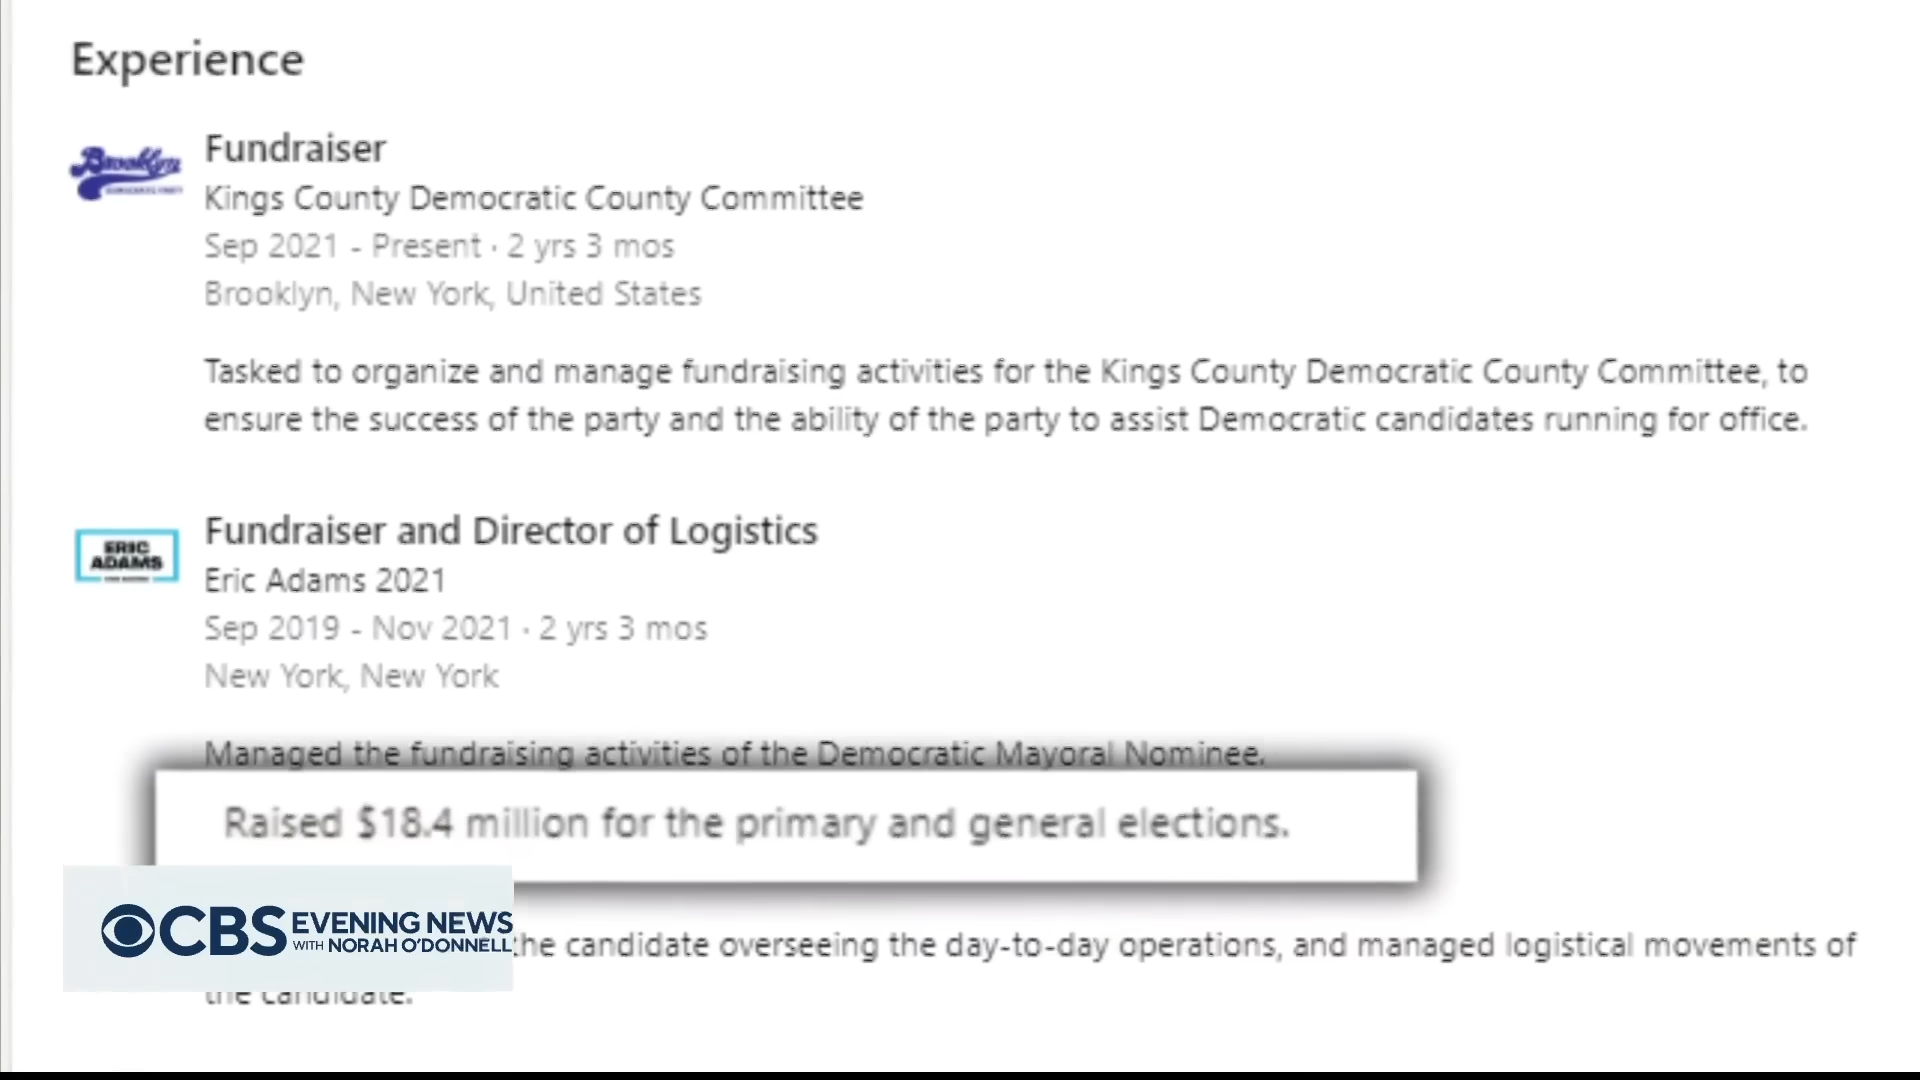 Experience
Brooklyn
Fundraiser
Kings County Democratic County Committee
Sep 2021 - Present · 2 yrs 3 mos
Brooklyn, New York, United States
Tasked to organize and manage fundraising activities for the Kings County Democratic County Committee, to
ensure the success of the party and the ability of the party to assist Democratic candidates running for office.
ERIC
ADAMS
Fundraiser and Director of Logistics
Eric Adams 2021
Sep 2019 - Nov 2021 · 2 yrs 3 mos
New York, New York
Managed the fundraising activities of the Democratic Mayoral Nominee.
Raised $18.4 million for the primary and general elections.
CBS EVENING NEWS
WITH NORAH O'DONNELL
the candidate overseeing the day-to-day operations, and managed logistical movements of
the candidate.